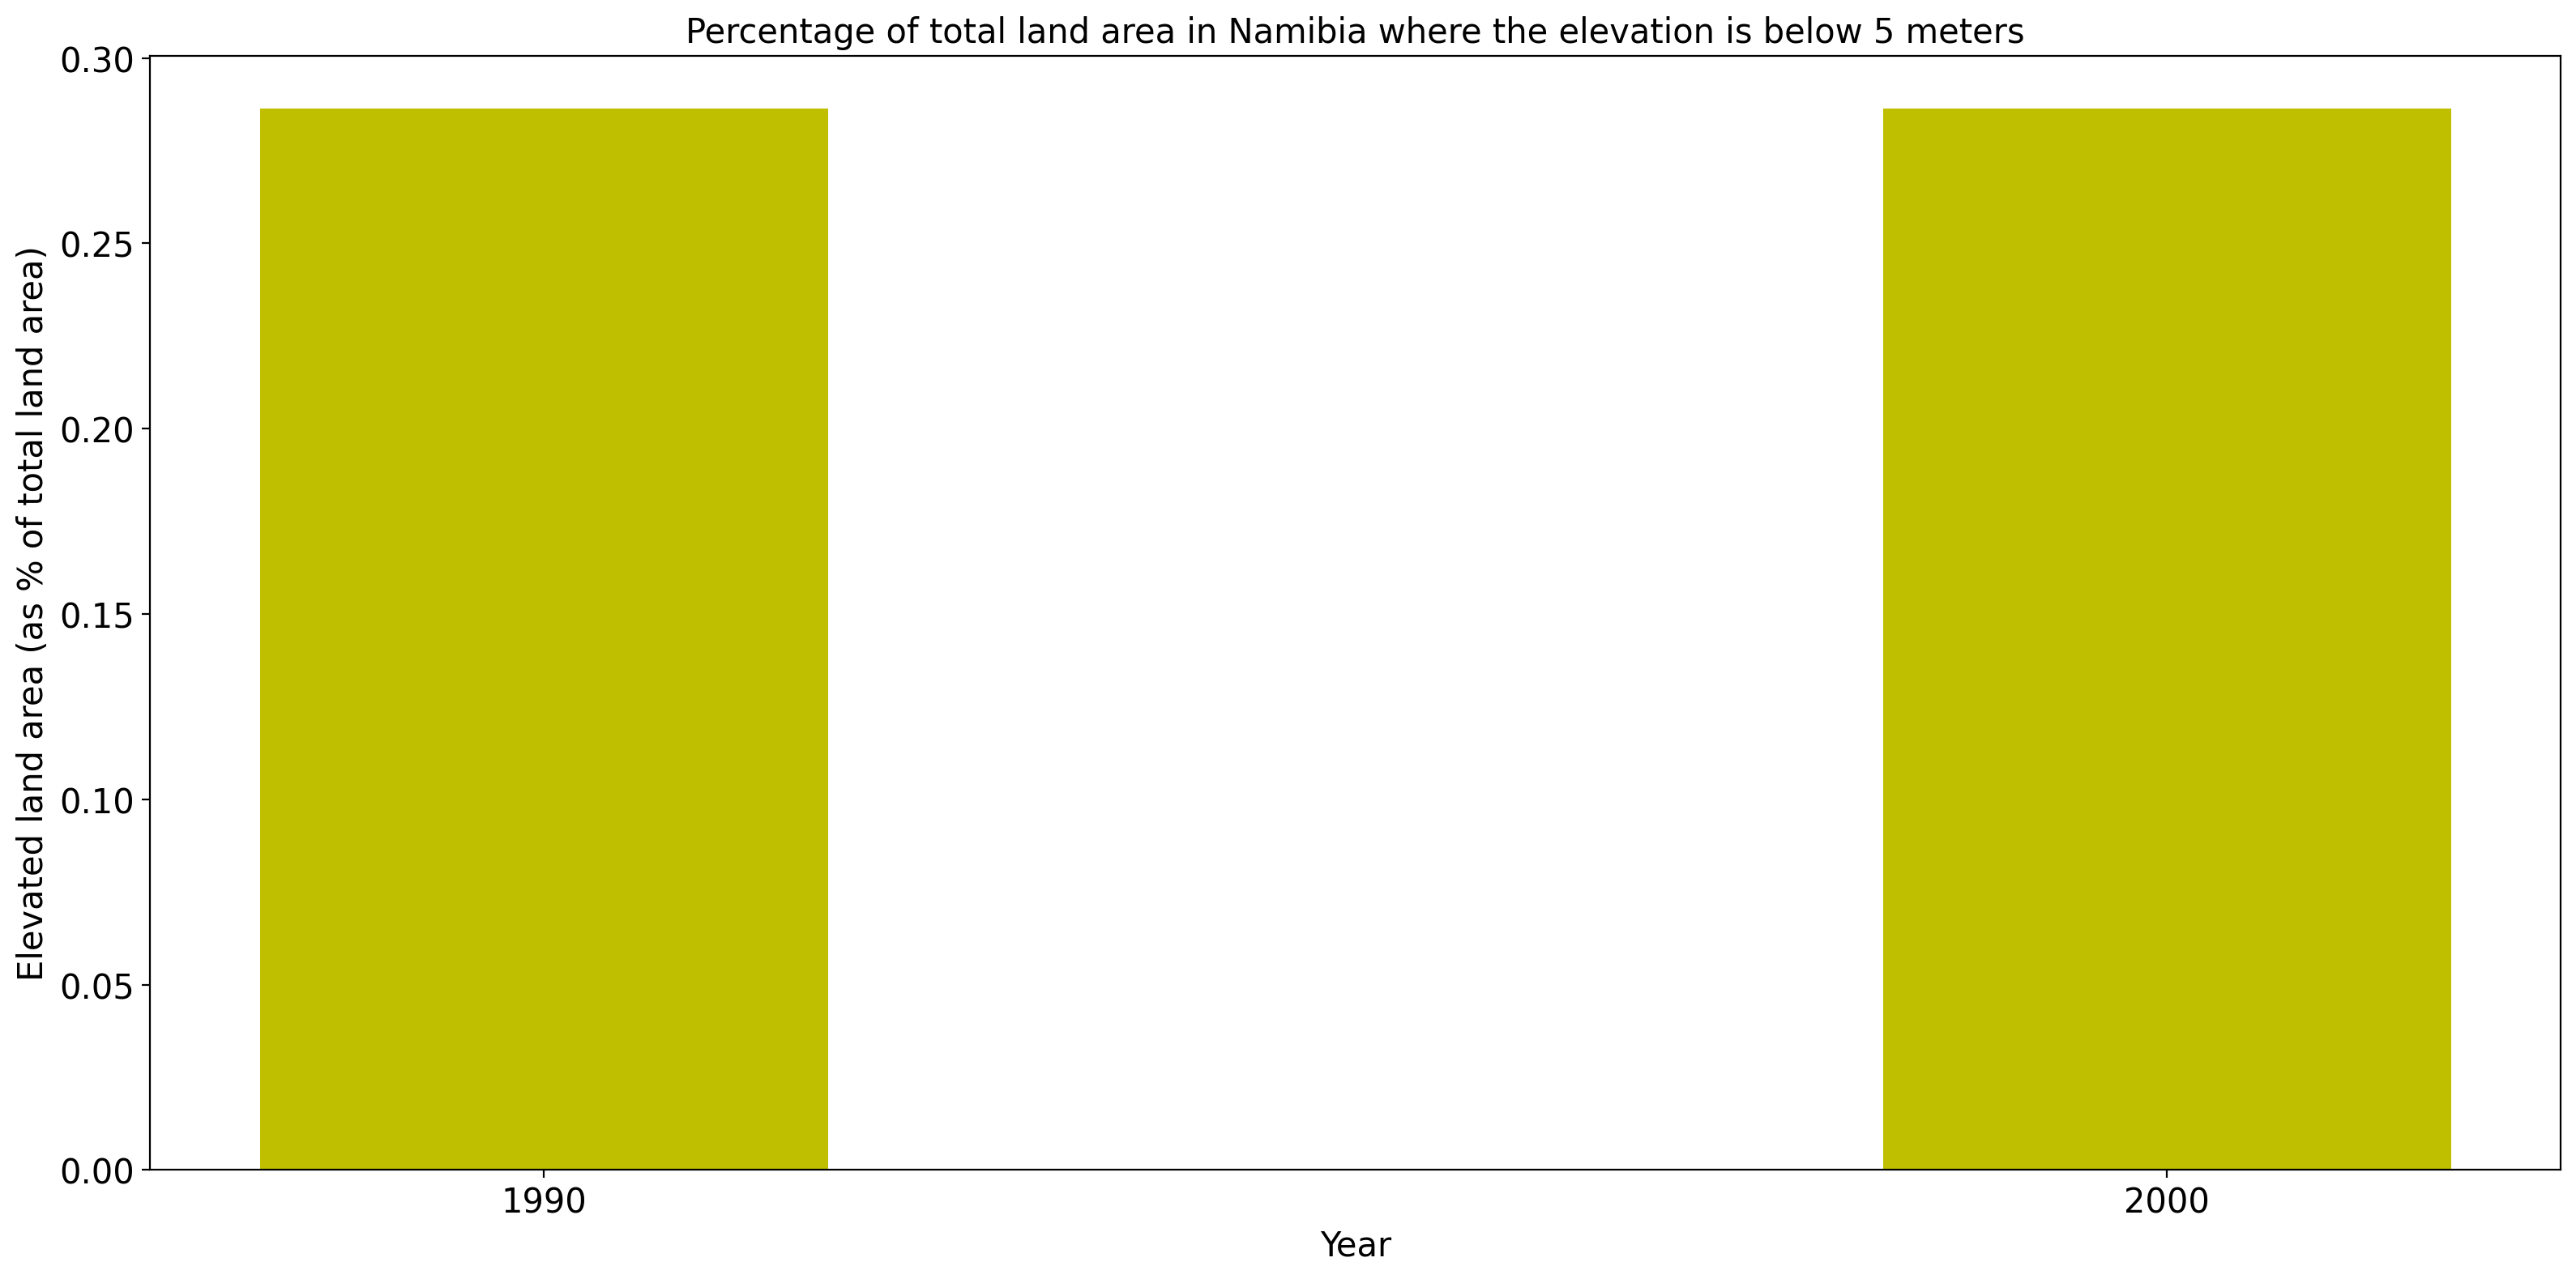 Percentage of total land area in Namibia where the elevation is below 5 meters
Elevated land area (as % of total land area)
0.30
0.25
0.20
0.15
0.10
0.05
0.00
1990 2000
Year